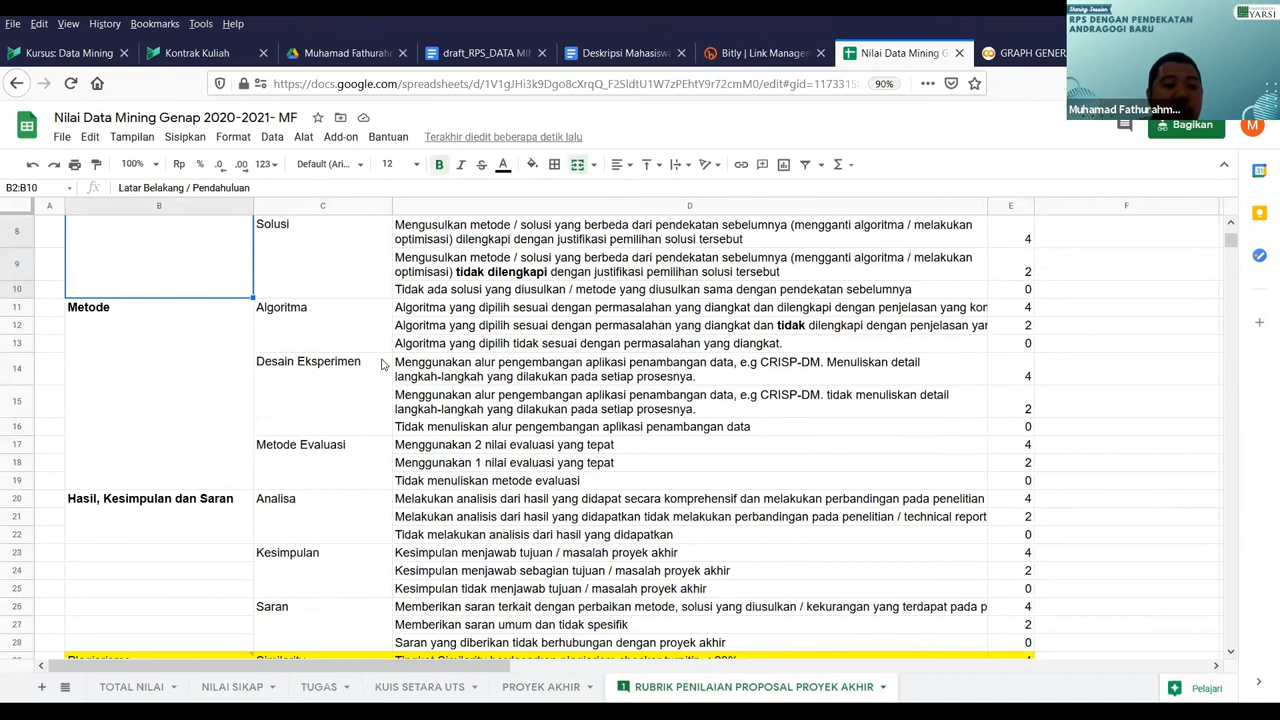 File Edit View History Bookmarks Tools Help
Sharing Session
UNIVERSITAS YARSI
RPS DENGAN PENDEKATAN
ANDRAGOGI BARU
Muhamad Fathurahm...
Kursus: Data Mining
Kontrak Kuliah
Muhamad Fathurah
draft_RPS_DATA MI
Deskripsi Mahasiswa
Bitly | Link Manage
Nilai Data Mining G
GRAPH GENER
https://docs.google.com/spreadsheets/d/1V1gJHi3k9Dgo8cXrqQ_F2SldtU1W7zPEhtY9r72cmM0/edit#gid=1173315
90%
Nilai Data Mining Genap 2020-2021- MF
Bagikan
M
File Edit Tampilan Sisipkan Format Data Alat Add-on Bantuan Terakhir diedit beberapa detik lalu
100% Rp % .0 .00 123 Default (Ari... 12 B I S A
B2:B10 fx Latar Belakang / Pendahuluan
A B C D E F
8 Solusi Mengusulkan metode / solusi yang berbeda dari pendekatan sebelumnya (mengganti algoritma / melakukan
optimisasi) dilengkapi dengan justifikasi pemilihan solusi tersebut 4
9 Mengusulkan metode / solusi yang berbeda dari pendekatan sebelumnya (mengganti algoritma / melakukan
optimisasi) tidak dilengkapi dengan justifikasi pemilihan solusi tersebut 2
10 Tidak ada solusi yang diusulkan / metode yang diusulkan sama dengan pendekatan sebelumnya 0
11 Metode Algoritma Algoritma yang dipilih sesuai dengan permasalahan yang diangkat dan dilengkapi dengan penjelasan yang kom 4
12 Algoritma yang dipilih sesuai dengan permasalahan yang diangkat dan tidak dilengkapi dengan penjelasan yar 2
13 Algoritma yang dipilih tidak sesuai dengan permasalahan yang diangkat. 0
14 Desain Eksperimen Menggunakan alur pengembangan aplikasi penambangan data, e.g CRISP-DM. Menuliskan detail
langkah-langkah yang dilakukan pada setiap prosesnya. 4
15 Menggunakan alur pengembangan aplikasi penambangan data, e.g CRISP-DM. tidak menuliskan detail
langkah-langkah yang dilakukan pada setiap prosesnya. 2
16 Tidak menuliskan alur pengembangan aplikasi penambangan data 0
17 Metode Evaluasi Menggunakan 2 nilai evaluasi yang tepat 4
18 Menggunakan 1 nilai evaluasi yang tepat 2
19 Tidak menuliskan metode evaluasi 0
20 Hasil, Kesimpulan dan Saran Analisa Melakukan analisis dari hasil yang didapat secara komprehensif dan melakukan perbandingan pada penelitian 4
21 Melakukan analisis dari hasil yang didapatkan tidak melakukan perbandingan pada penelitian / technical report 2
22 Tidak melakukan analisis dari hasil yang didapatkan 0
23 Kesimpulan Kesimpulan menjawab tujuan / masalah proyek akhir 4
24 Kesimpulan menjawab sebagian tujuan / masalah proyek akhir 2
25 Kesimpulan tidak menjawab tujuan / masalah proyek akhir 0
26 Saran Memberikan saran terkait dengan perbaikan metode, solusi yang diusulkan / kekurangan yang terdapat pada p 4
27 Memberikan saran umum dan tidak spesifik 2
28 Saran yang diberikan tidak berhubungan dengan proyek akhir 0
TOTAL NILAI NILAI SIKAP TUGAS KUIS SETARA UTS PROYEK AKHIR 1 RUBRIK PENILAIAN PROPOSAL PROYEK AKHIR Pelajari